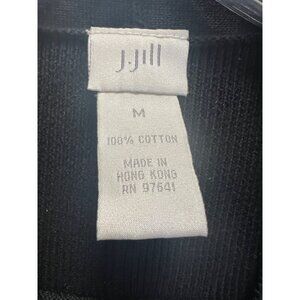 J.Jill
M
100% COTTON
MADE IN
HONG KONG
RN 97641